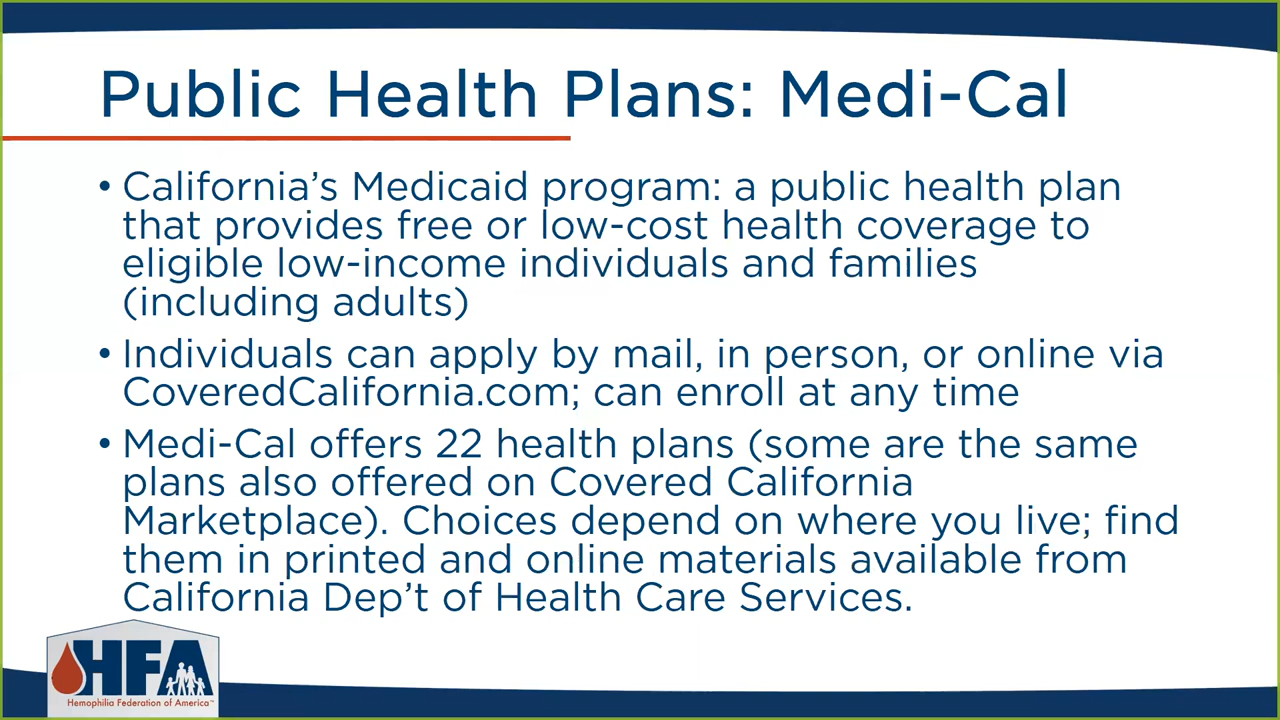 Public Health Plans: Medi-Cal
• California’s Medicaid program: a public health plan
that provides free or low-cost health coverage to
eligible low-income individuals and families
(including adults)
• Individuals can apply by mail, in person, or online via
CoveredCalifornia.com; can enroll at any time
• Medi-Cal offers 22 health plans (some are the same
plans also offered on Covered California
Marketplace). Choices depend on where you live; find
them in printed and online materials available from
California Dep’t of Health Care Services.
HFA
Hemophilia Federation of America™